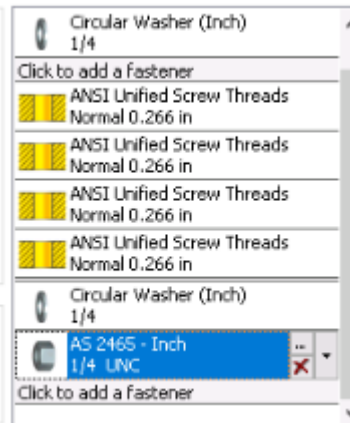 Circular Washer (Inch)
1/4
Click to add a fastener
ANSI Unified Screw Threads
Normal 0.266 in
ANSI Unified Screw Threads
Normal 0.266 in
ANSI Unified Screw Threads
Normal 0.266 in
ANSI Unified Screw Threads
Normal 0.266 in
Circular Washer (Inch)
1/4
AS 2465 - Inch
1/4 UNC
Click to add a fastener